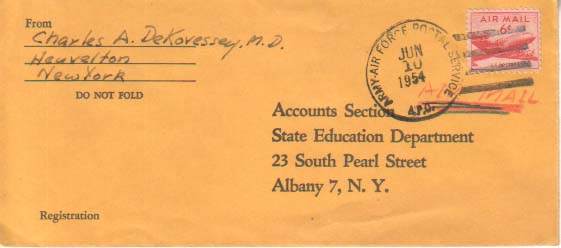 From
Charles A. DeKovessey, M.D.
Heuvelton
New York
DO NOT FOLD
ARMY-AIR FORCE POSTAL SERVICE
JUN
10
1954
A.P.O.
AIR MAIL
6¢
AIR MAIL
Accounts Section
State Education Department
23 South Pearl Street
Albany 7, N. Y.
Registration